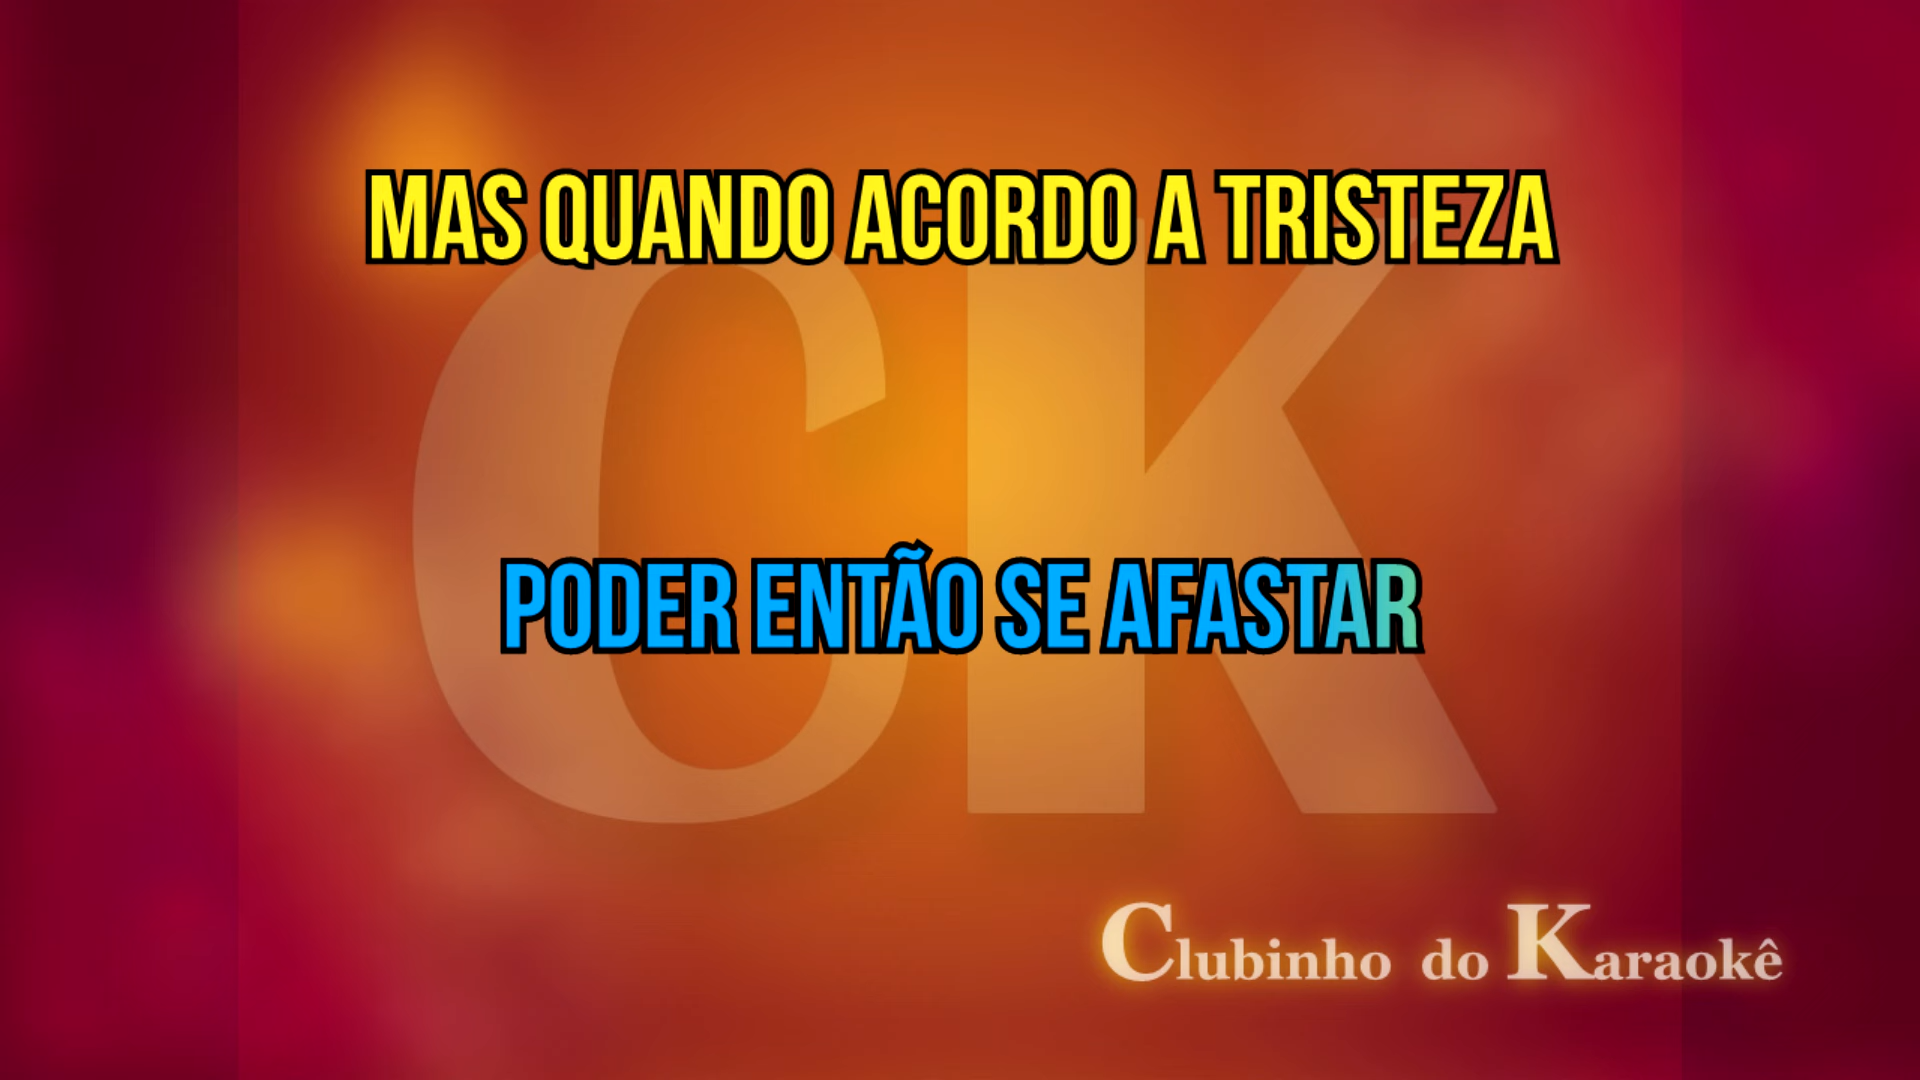 MAS QUANDO ACORDO A TRISTEZA
PODER ENTÃO SE AFASTAR
CK
Clubinho do Karaokê